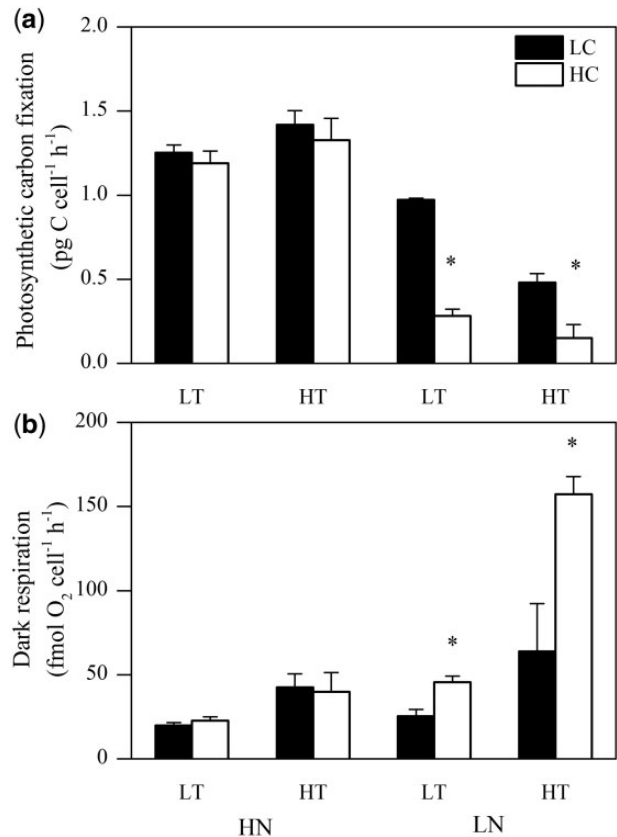 (a)
2.0
LC
HC
1.5
1.0
0.5
0.0
Photosynthetic carbon fixation
(pg C cell⁻¹ h⁻¹)
*
*
LT
HT
LT
HT
(b)
200
150
100
50
0
Dark respiration
(fmol O₂ cell⁻¹ h⁻¹)
*
*
LT
HT
LT
HT
HN
LN